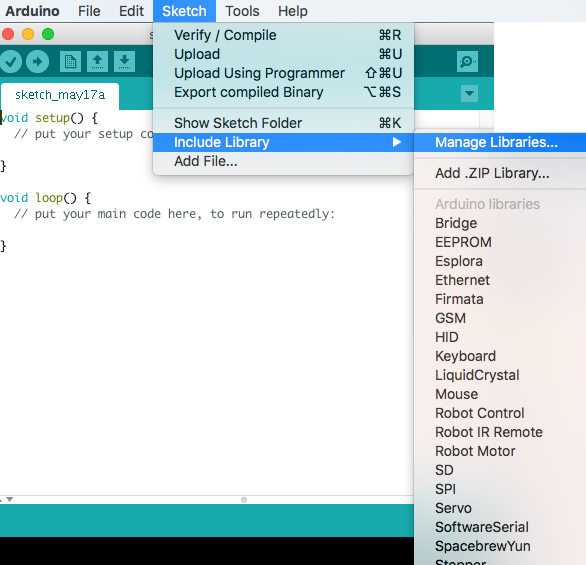 Arduino File Edit Sketch Tools Help
Verify / Compile ⌘R
Upload ⌘U
Upload Using Programmer ⇧⌘U
Export compiled Binary ⌥⌘S
Show Sketch Folder ⌘K
Include Library
Add File...
Manage Libraries...
Add .ZIP Library...
Arduino libraries
Bridge
EEPROM
Esplora
Ethernet
Firmata
GSM
HID
Keyboard
LiquidCrystal
Mouse
Robot Control
Robot IR Remote
Robot Motor
SD
SPI
Servo
SoftwareSerial
SpacebrewYun
Stepper
sketch_may17a
void setup() {
// put your setup co
}
void loop() {
// put your main code here, to run repeatedly:
}